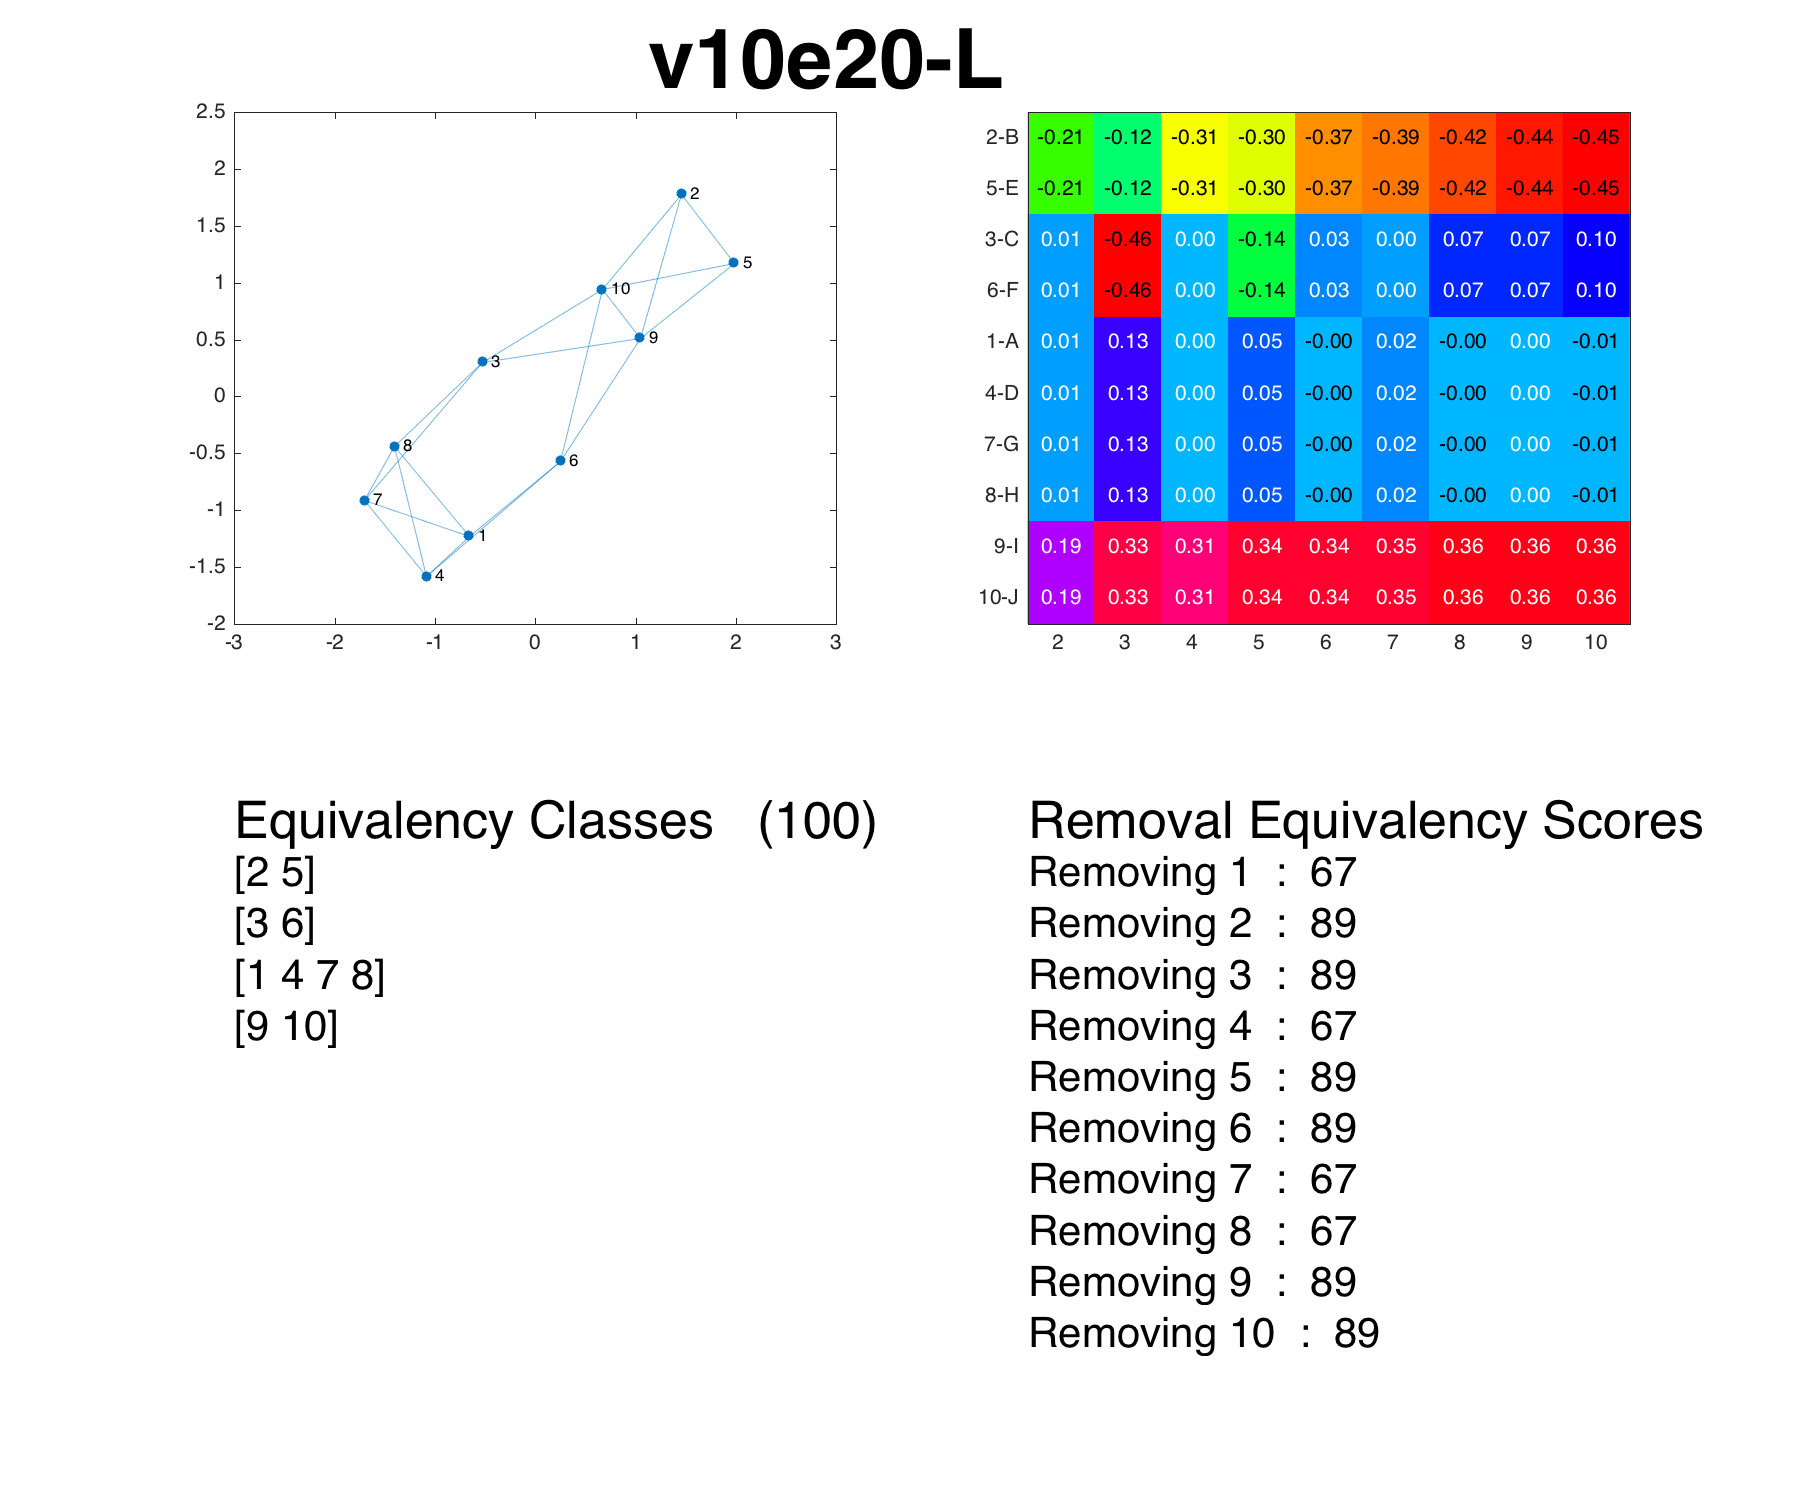 v10e20-L
2.5
2
1.5
1
0.5
0
-0.5
-1
-1.5
-2
-3 -2 -1 0 1 2 3
2
5
10
9
3
8
6
7
1
4
2-B -0.21 -0.12 -0.31 -0.30 -0.37 -0.39 -0.42 -0.44 -0.45
5-E -0.21 -0.12 -0.31 -0.30 -0.37 -0.39 -0.42 -0.44 -0.45
3-C 0.01 -0.46 0.00 -0.14 0.03 0.00 0.07 0.07 0.10
6-F 0.01 -0.46 0.00 -0.14 0.03 0.00 0.07 0.07 0.10
1-A 0.01 0.13 0.00 0.05 -0.00 0.02 -0.00 0.00 -0.01
4-D 0.01 0.13 0.00 0.05 -0.00 0.02 -0.00 0.00 -0.01
7-G 0.01 0.13 0.00 0.05 -0.00 0.02 -0.00 0.00 -0.01
8-H 0.01 0.13 0.00 0.05 -0.00 0.02 -0.00 0.00 -0.01
9-I 0.19 0.33 0.31 0.34 0.34 0.35 0.36 0.36 0.36
10-J 0.19 0.33 0.31 0.34 0.34 0.35 0.36 0.36 0.36
2 3 4 5 6 7 8 9 10
Equivalency Classes (100)
[2 5]
[3 6]
[1 4 7 8]
[9 10]
Removal Equivalency Scores
Removing 1 : 67
Removing 2 : 89
Removing 3 : 89
Removing 4 : 67
Removing 5 : 89
Removing 6 : 89
Removing 7 : 67
Removing 8 : 67
Removing 9 : 89
Removing 10 : 89